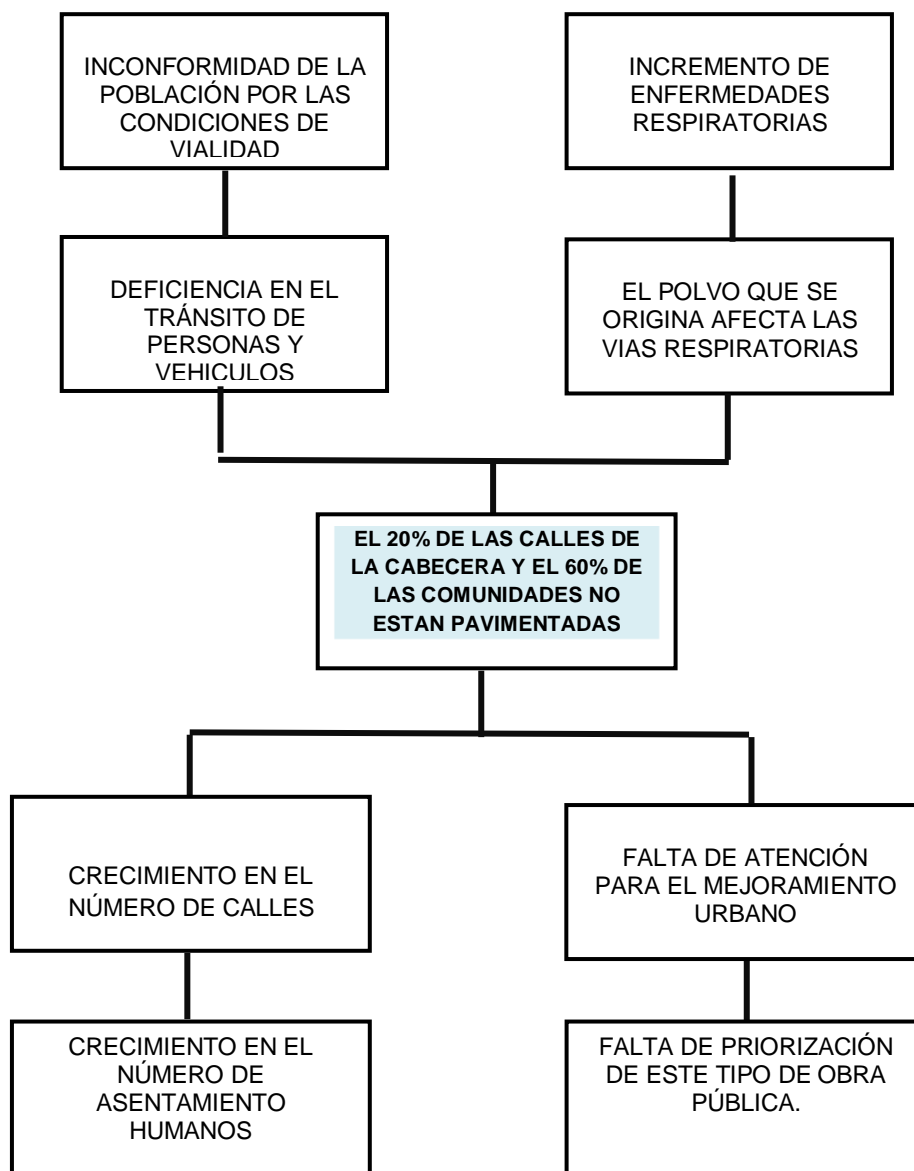 INCONFORMIDAD DE LA
POBLACIÓN POR LAS
CONDICIONES DE
VIALIDAD
INCREMENTO DE
ENFERMEDADES
RESPIRATORIAS
DEFICIENCIA EN EL
TRÁNSITO DE
PERSONAS Y
VEHICULOS
EL POLVO QUE SE
ORIGINA AFECTA LAS
VIAS RESPIRATORIAS
EL 20% DE LAS CALLES DE
LA CABECERA Y EL 60% DE
LAS COMUNIDADES NO
ESTAN PAVIMENTADAS
CRECIMIENTO EN EL
NÚMERO DE CALLES
FALTA DE ATENCIÓN
PARA EL MEJORAMIENTO
URBANO
CRECIMIENTO EN EL
NÚMERO DE
ASENTAMIENTO
HUMANOS
FALTA DE PRIORIZACIÓN
DE ESTE TIPO DE OBRA
PÚBLICA.